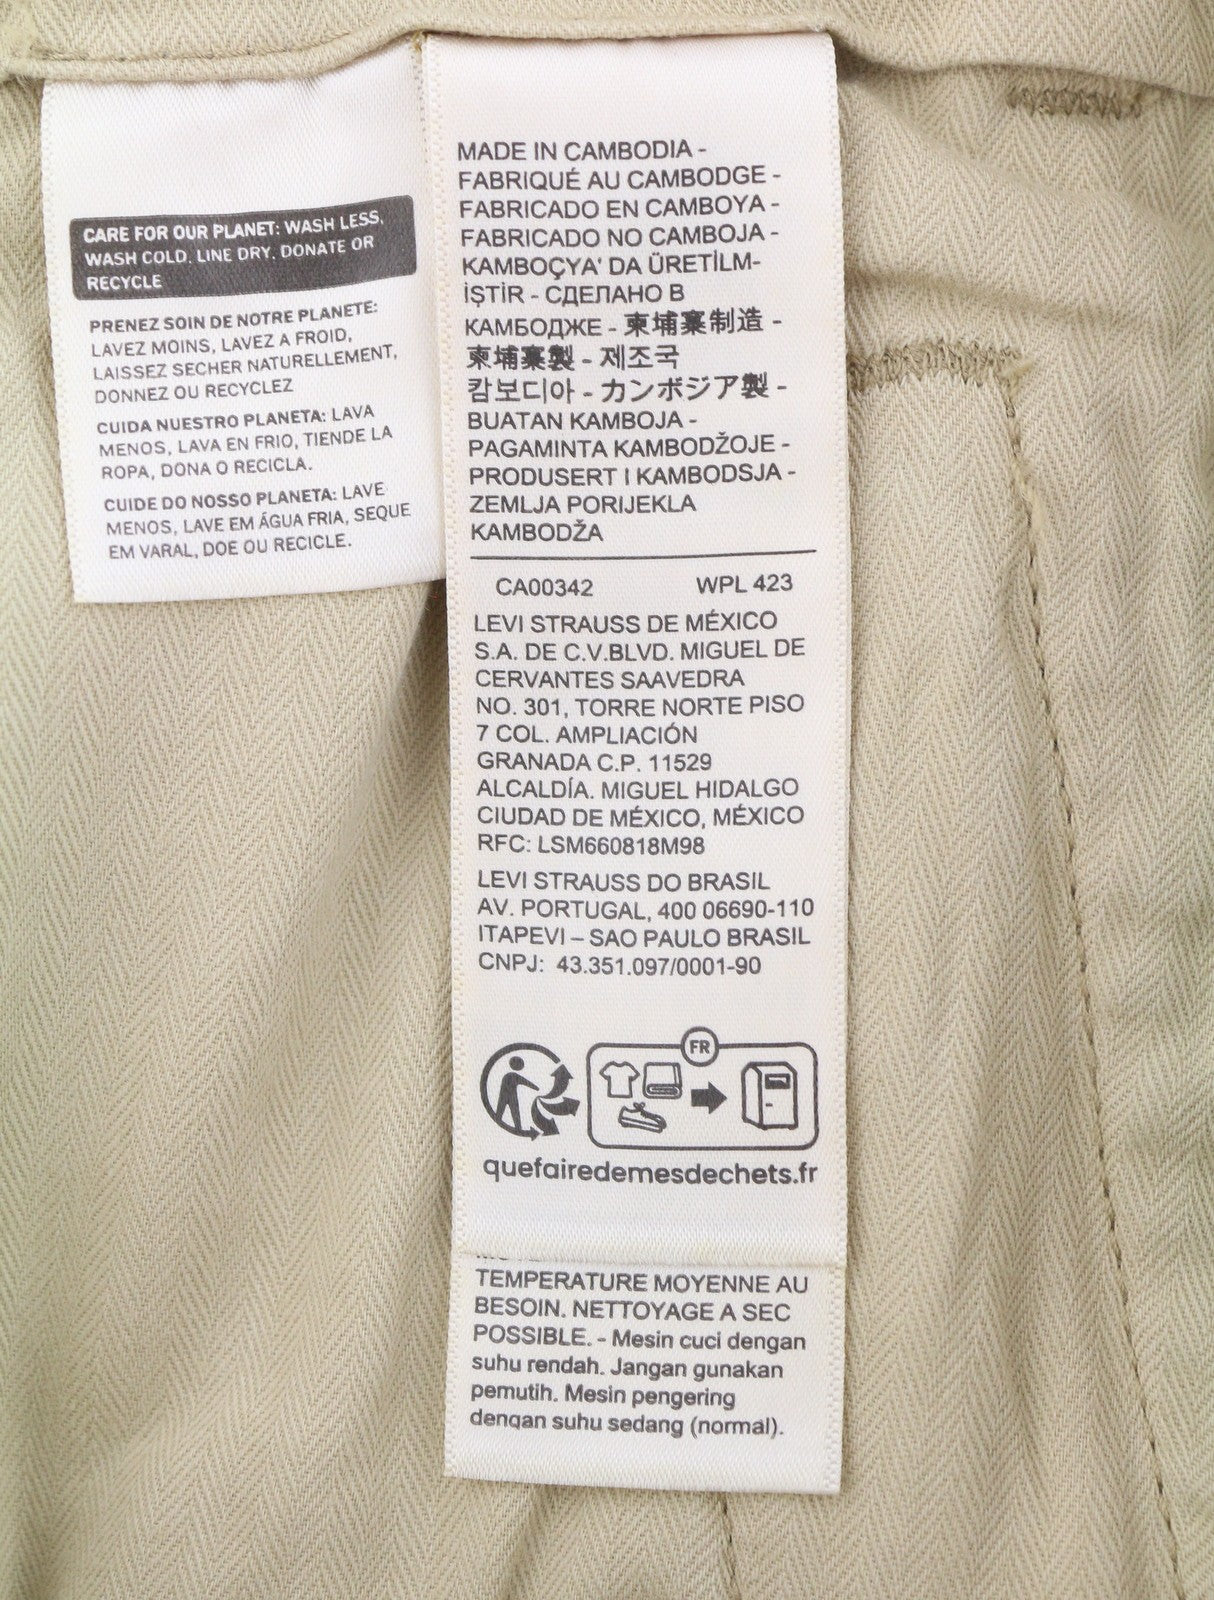 CARE FOR OUR PLANET: WASH LESS,
WASH COLD, LINE DRY, DONATE OR
RECYCLE
PRENEZ SOIN DE NOTRE PLANETE:
LAVEZ MOINS, LAVEZ A FROID,
LAISSEZ SECHER NATURELLEMENT,
DONNEZ OU RECYCLEZ
CUIDA NUESTRO PLANETA: LAVA
MENOS, LAVA EN FRIO, TIENDE LA
ROPA, DONA O RECICLA.
CUIDE DO NOSSO PLANETA: LAVE
MENOS, LAVE EM ÁGUA FRIA, SEQUE
EM VARAL, DOE OU RECICLE.
MADE IN CAMBODIA -
FABRIQUÉ AU CAMBODGE -
FABRICADO EN CAMBOYA -
FABRICADO NO CAMBOJA -
KAMBOÇYA' DA ÜRETİLM-
İŞTİR - СДЕЛАНО В
КАМБОДЖЕ - 柬埔寨制造 -
柬埔寨製 - 제조국
캄보디아 - カンボジア製 -
BUATAN KAMBOJA -
PAGAMINTA KAMBODŽOJE -
PRODUSERT I KAMBODSJA -
ZEMLJA PORIJEKLA
KAMBODŽA
CA00342 WPL 423
LEVI STRAUSS DE MÉXICO
S.A. DE C.V.BLVD. MIGUEL DE
CERVANTES SAAVEDRA
NO. 301, TORRE NORTE PISO
7 COL. AMPLIACIÓN
GRANADA C.P. 11529
ALCALDÍA. MIGUEL HIDALGO
CIUDAD DE MÉXICO, MÉXICO
RFC: LSM660818M98
LEVI STRAUSS DO BRASIL
AV. PORTUGAL, 400 06690-110
ITAPEVI – SAO PAULO BRASIL
CNPJ: 43.351.097/0001-90
FR
quefairedemesdechets.fr
TEMPERATURE MOYENNE AU
BESOIN. NETTOYAGE A SEC
POSSIBLE. - Mesin cuci dengan
suhu rendah. Jangan gunakan
pemutih. Mesin pengering
dengan suhu sedang (normal).